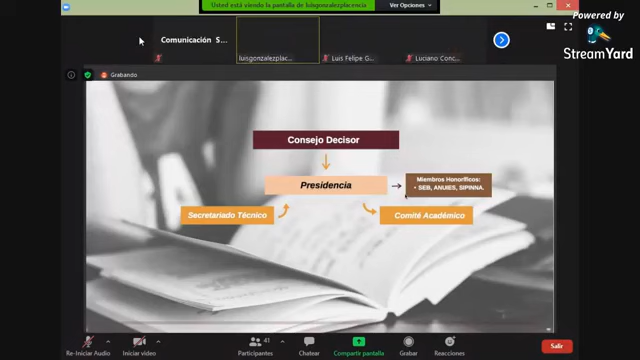 Usted está viendo la pantalla de luisgonzalezplacencia
Ver Opciones
Powered by
StreamYard
Comunicación S...
luisgonzalezplac...
Luis Felipe G...
Luciano Conc...
Grabando
Consejo Decisor
Presidencia
Miembros Honoríficos:
• SEB, ANUIES, SIPINNA.
Secretariado Técnico
Comité Académico
41
Re-Iniciar Audio
Iniciar video
Participantes
Chatear
Compartir pantalla
Grabar
Reacciones
Salir